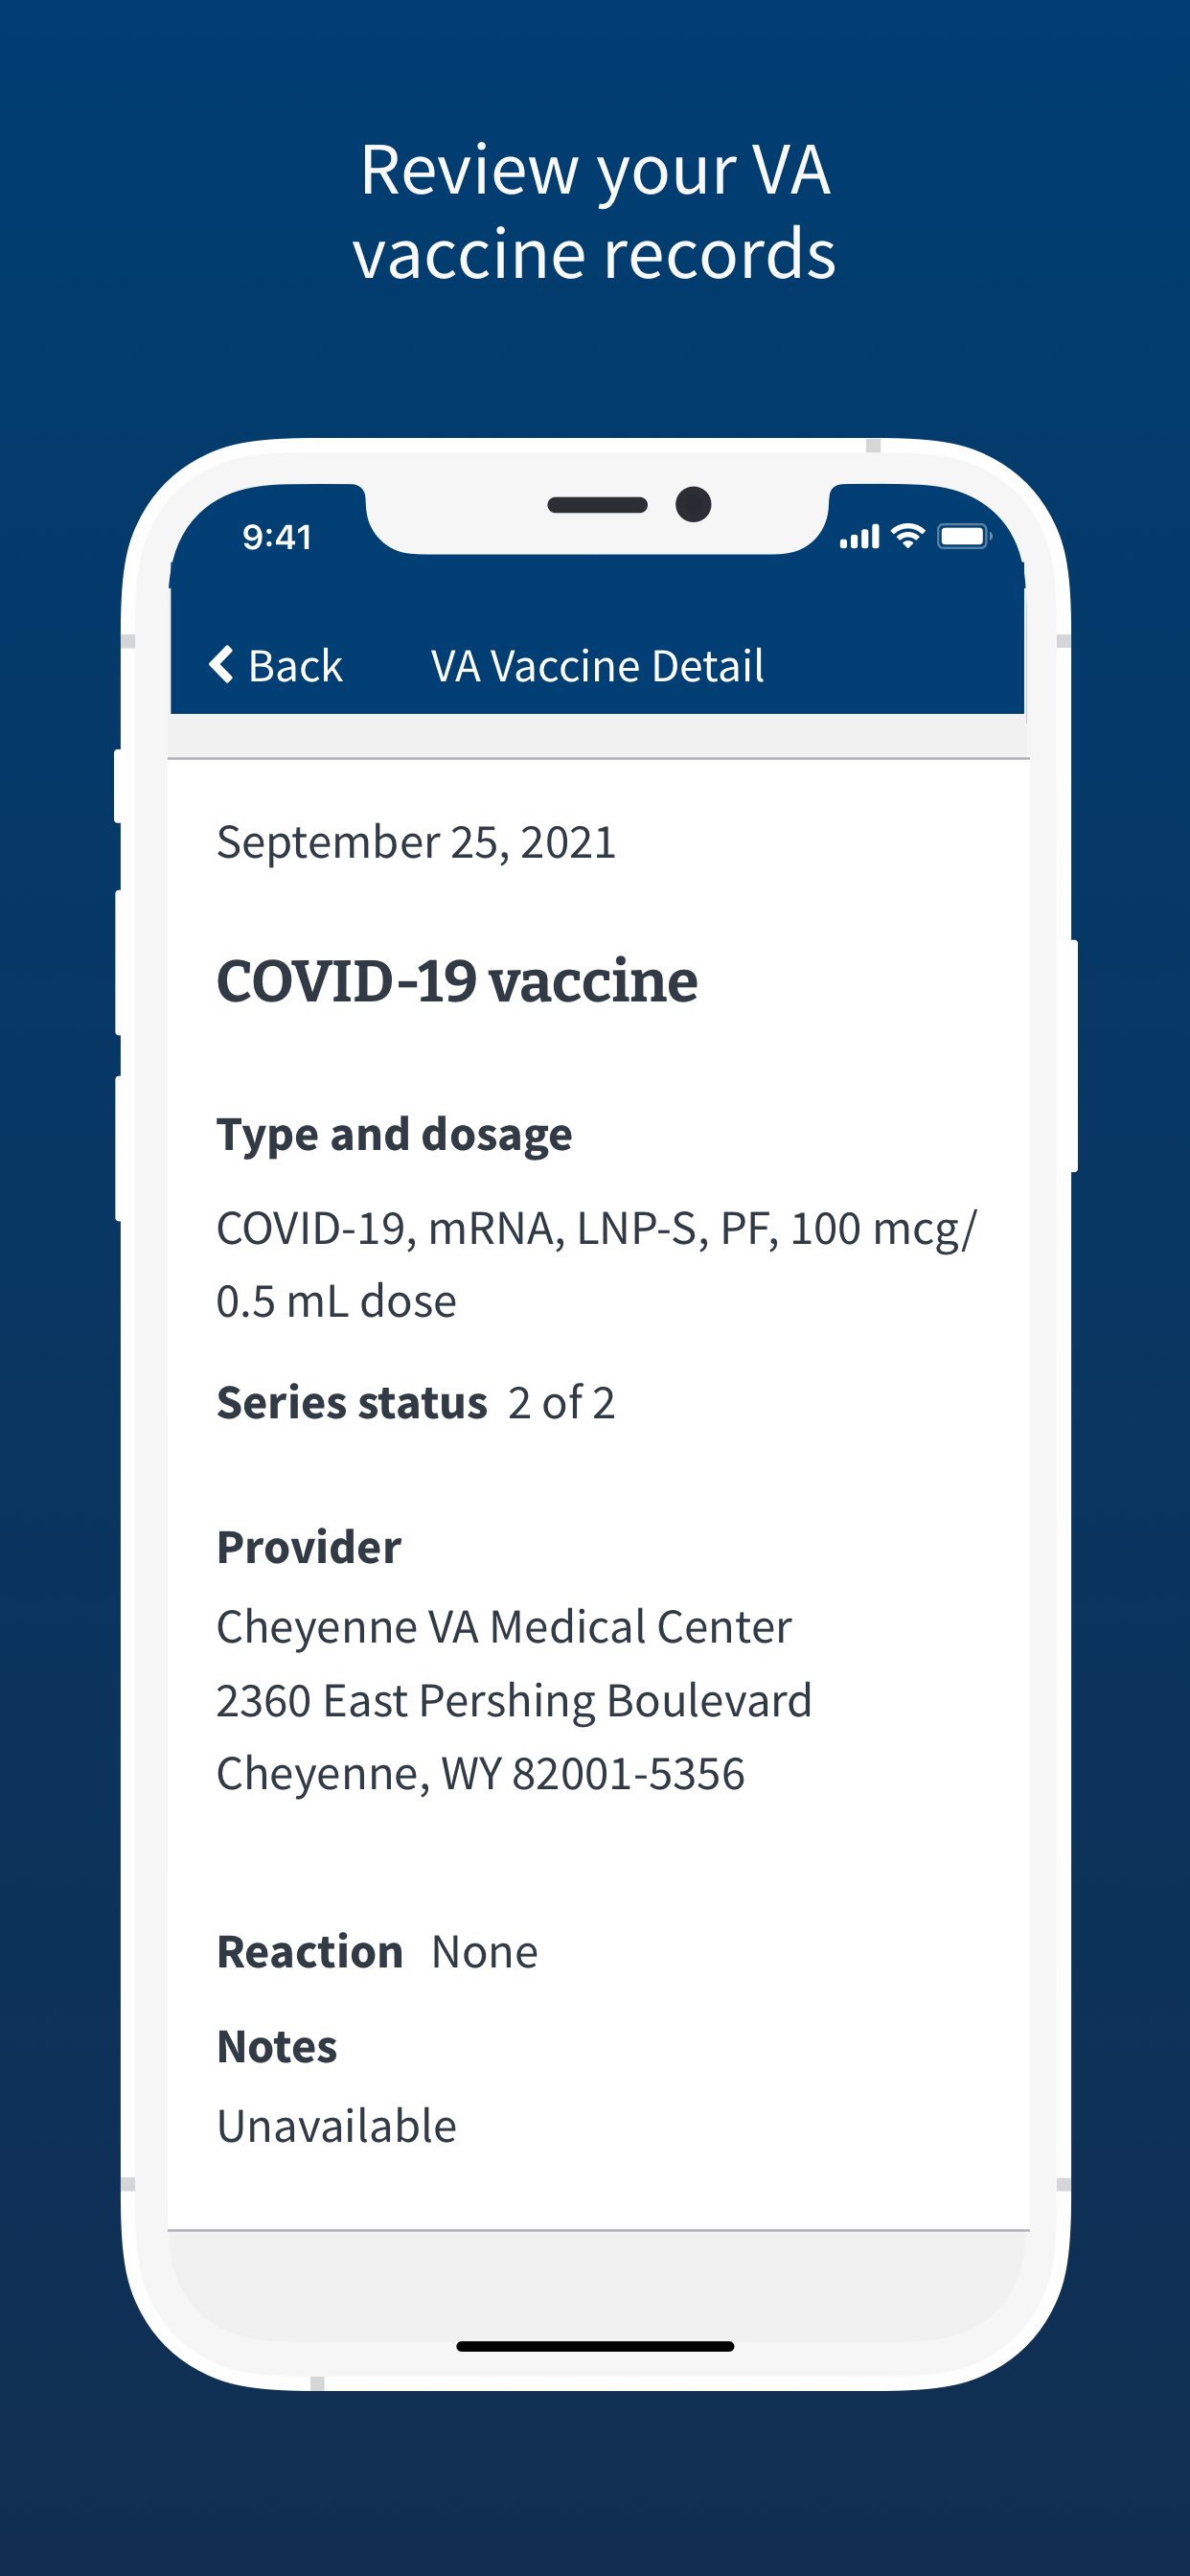 Review your VA
vaccine records
9:41
Back
VA Vaccine Detail
September 25, 2021
COVID-19 vaccine
Type and dosage
COVID-19, mRNA, LNP-S, PF, 100 mcg/
0.5 mL dose
Series status 2 of 2
Provider
Cheyenne VA Medical Center
2360 East Pershing Boulevard
Cheyenne, WY 82001-5356
Reaction None
Notes
Unavailable